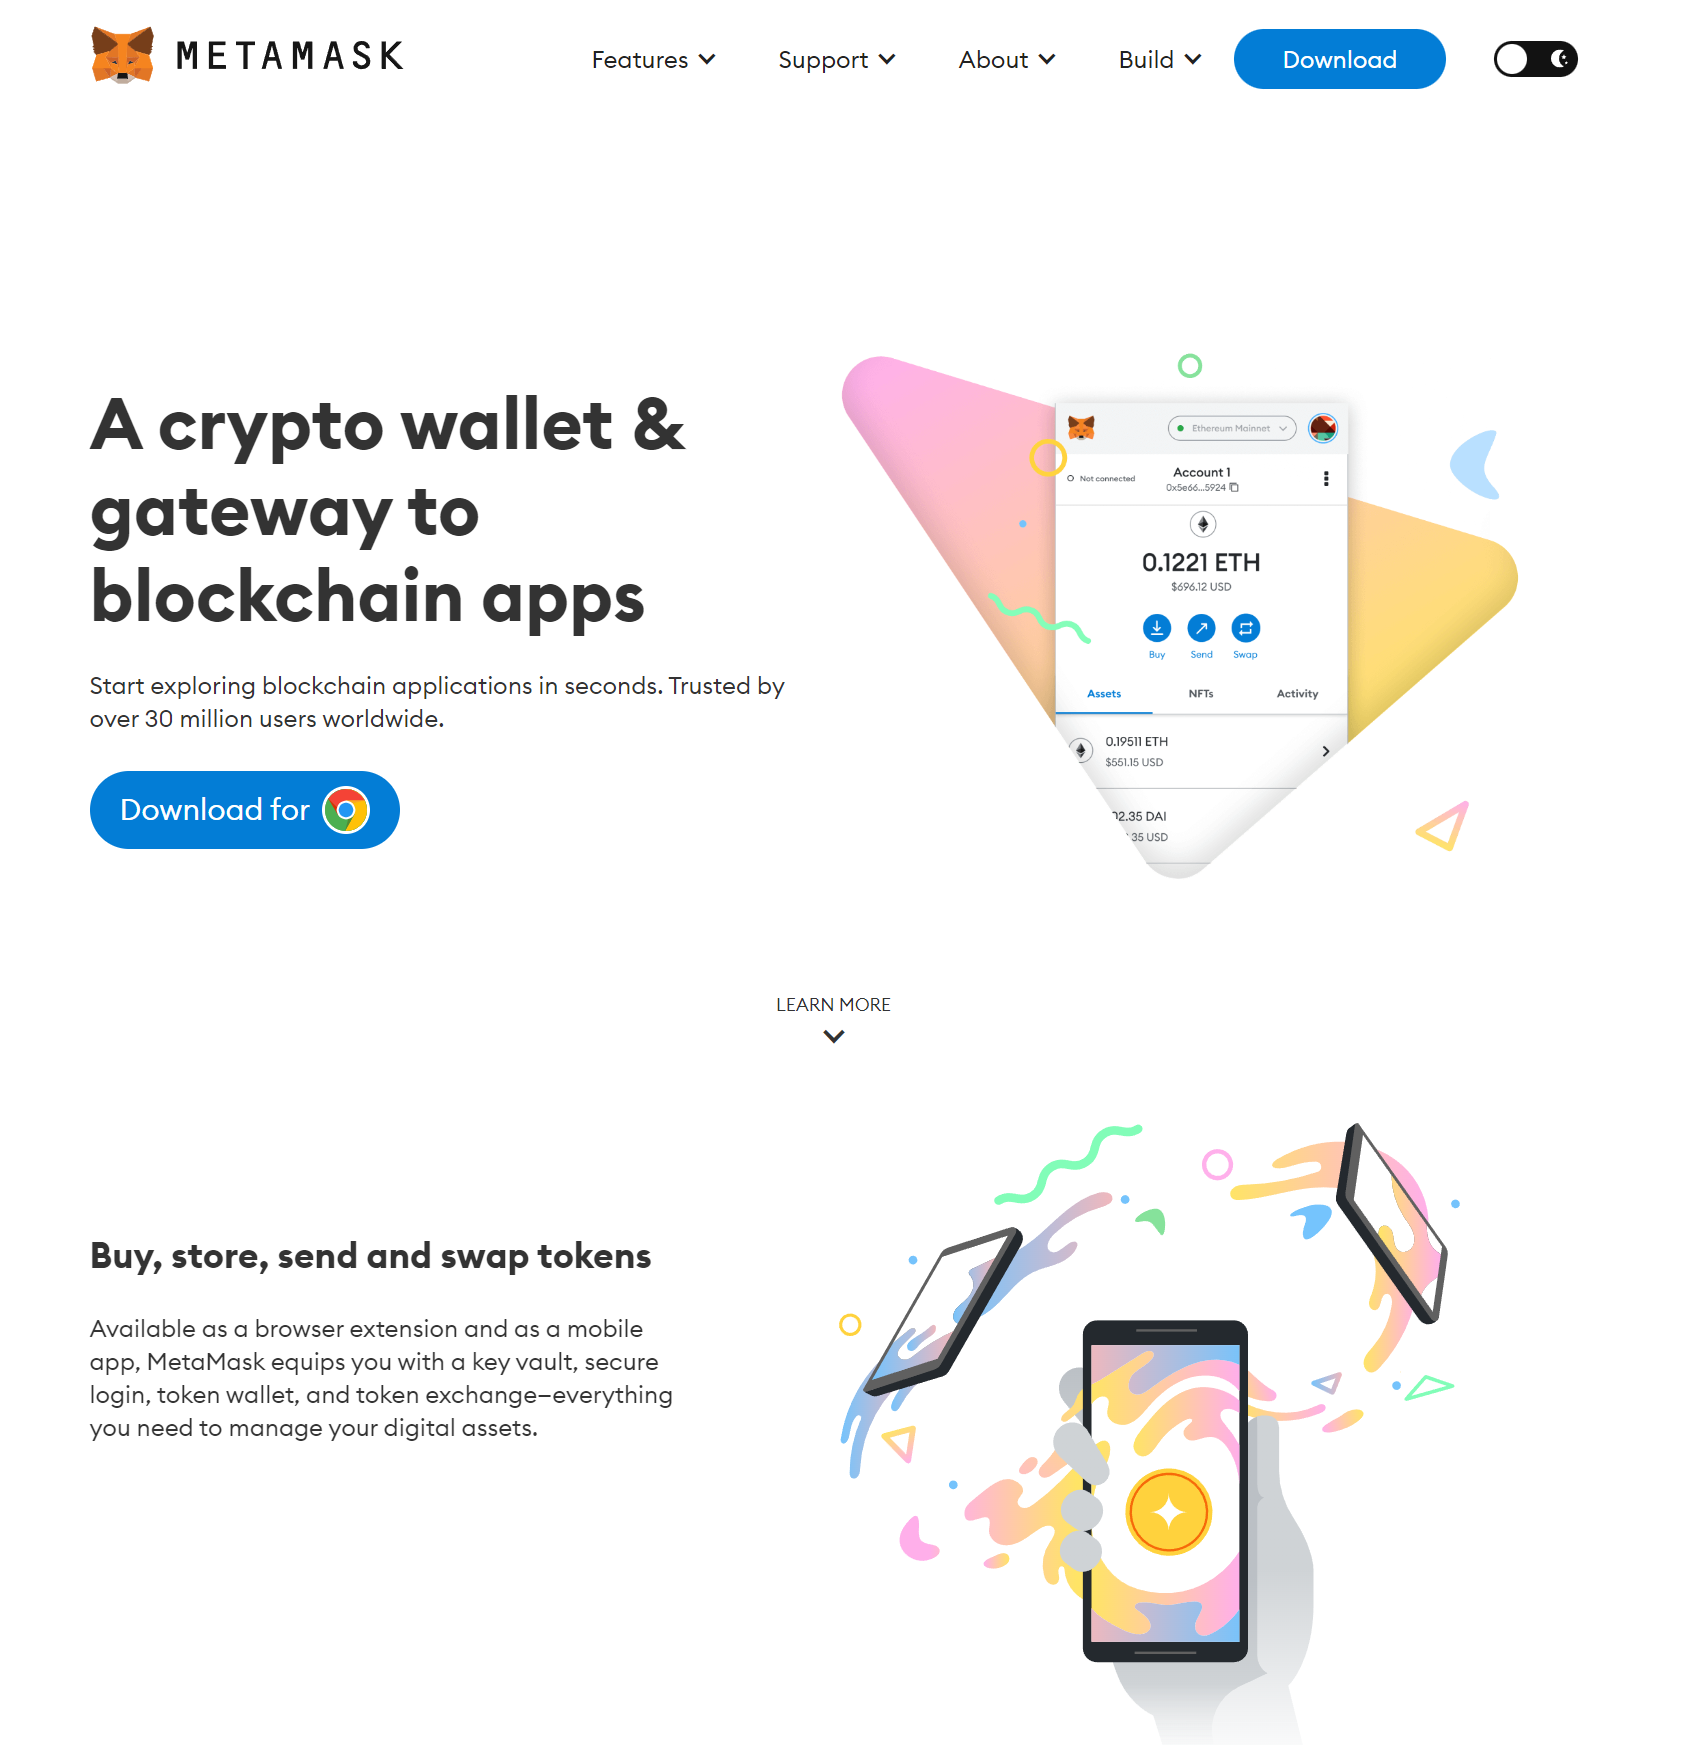 METAMASK
Features
Support
About
Build
Download
A crypto wallet &
gateway to
blockchain apps
Start exploring blockchain applications in seconds. Trusted by
over 30 million users worldwide.
Download for
Ethereum Mainnet
Not connected
Account 1
0x5e66...5924
0.1221 ETH
$696.12 USD
Buy
Send
Swap
Assets
NFTs
Activity
0.19511 ETH
$551.15 USD
02.35 DAI
.35 USD
LEARN MORE
Buy, store, send and swap tokens
Available as a browser extension and as a mobile
app, MetaMask equips you with a key vault, secure
login, token wallet, and token exchange—everything
you need to manage your digital assets.